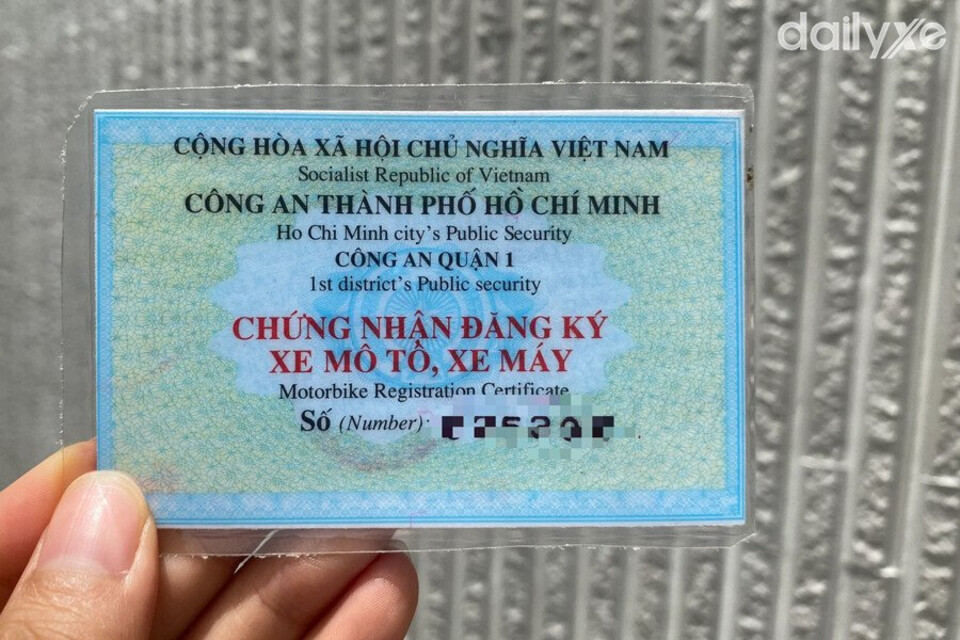 dailyxe
CỘNG HÒA XÃ HỘI CHỦ NGHĨA VIỆT NAM
Socialist Republic of Vietnam
CÔNG AN THÀNH PHỐ HỒ CHÍ MINH
Ho Chi Minh city's Public Security
CÔNG AN QUẬN 1
1st district's Public security
CHỨNG NHẬN ĐĂNG KÝ
XE MÔ TÔ, XE MÁY
Motorbike Registration Certificate
Số (Number):